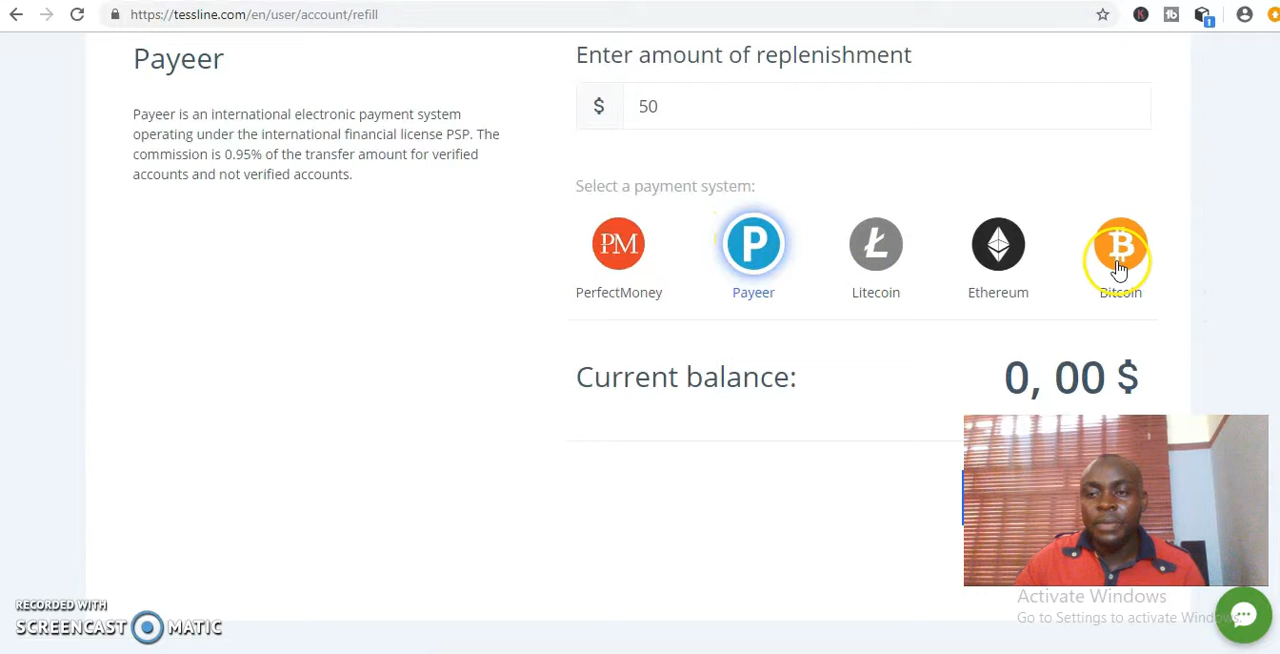 https://tessline.com/en/user/account/refill
1
Payeer
Payeer is an international electronic payment system
operating under the international financial license PSP. The
commission is 0.95% of the transfer amount for verified
accounts and not verified accounts.
Enter amount of replenishment
$ 50
Select a payment system:
PM
P
PerfectMoney
Payeer
Litecoin
Ethereum
Bitcoin
Current balance:
0, 00 $
Activate Windows
Go to Settings to activate Windows.
RECORDED WITH
SCREENCAST MATIC